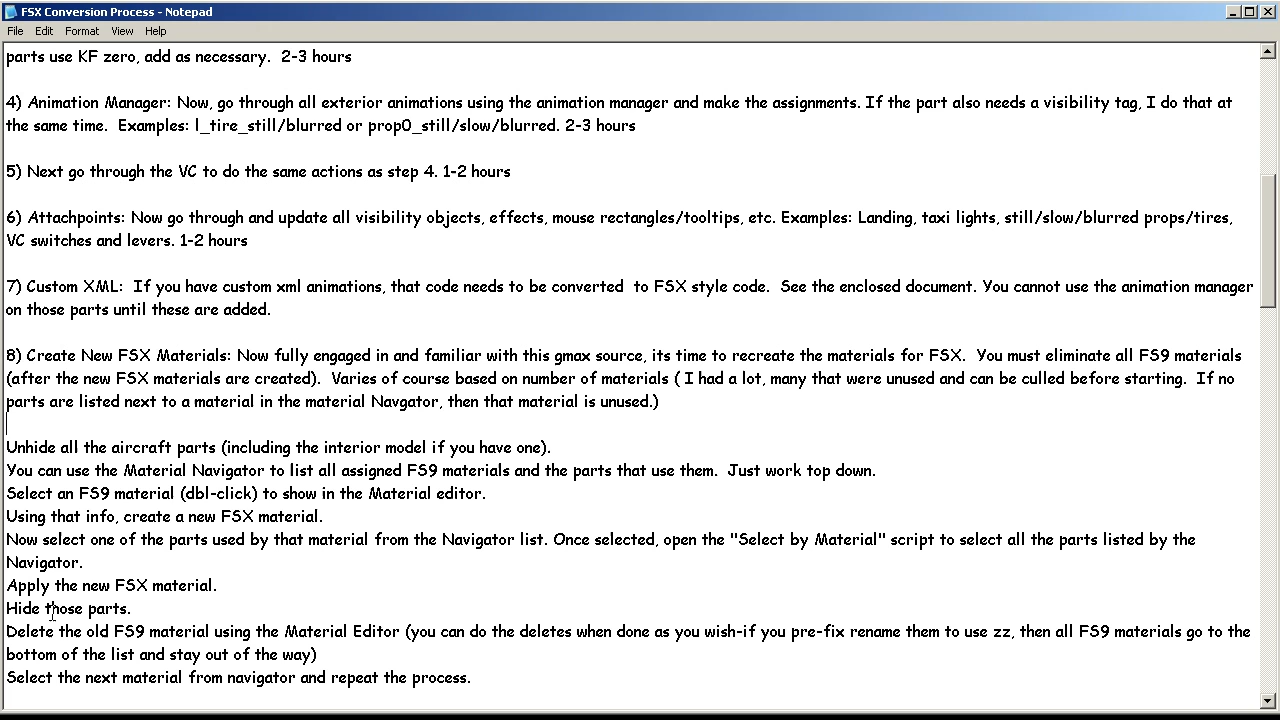 FSX Conversion Process - Notepad
File Edit Format View Help
parts use KF zero, add as necessary.  2-3 hours
4) Animation Manager: Now, go through all exterior animations using the animation manager and make the assignments. If the part also needs a visibility tag, I do that at
the same time.  Examples: l_tire_still/blurred or prop0_still/slow/blurred. 2-3 hours
5) Next go through the VC to do the same actions as step 4. 1-2 hours
6) Attachpoints: Now go through and update all visibility objects, effects, mouse rectangles/tooltips, etc. Examples: Landing, taxi lights, still/slow/blurred props/tires,
VC switches and levers. 1-2 hours
7) Custom XML:  If you have custom xml animations, that code needs to be converted  to FSX style code.  See the enclosed document. You cannot use the animation manager
on those parts until these are added.
8) Create New FSX Materials: Now fully engaged in and familiar with this gmax source, its time to recreate the materials for FSX.  You must eliminate all FS9 materials
(after the new FSX materials are created).  Varies of course based on number of materials ( I had a lot, many that were unused and can be culled before starting.  If no
parts are listed next to a material in the material Navgator, then that material is unused.)
Unhide all the aircraft parts (including the interior model if you have one).
You can use the Material Navigator to list all assigned FS9 materials and the parts that use them.  Just work top down.
Select an FS9 material (dbl-click) to show in the Material editor.
Using that info, create a new FSX material.
Now select one of the parts used by that material from the Navigator list. Once selected, open the "Select by Material" script to select all the parts listed by the
Navigator.
Apply the new FSX material.
Hide those parts.
Delete the old FS9 material using the Material Editor (you can do the deletes when done as you wish-if you pre-fix rename them to use zz, then all FS9 materials go to the
bottom of the list and stay out of the way)
Select the next material from navigator and repeat the process.